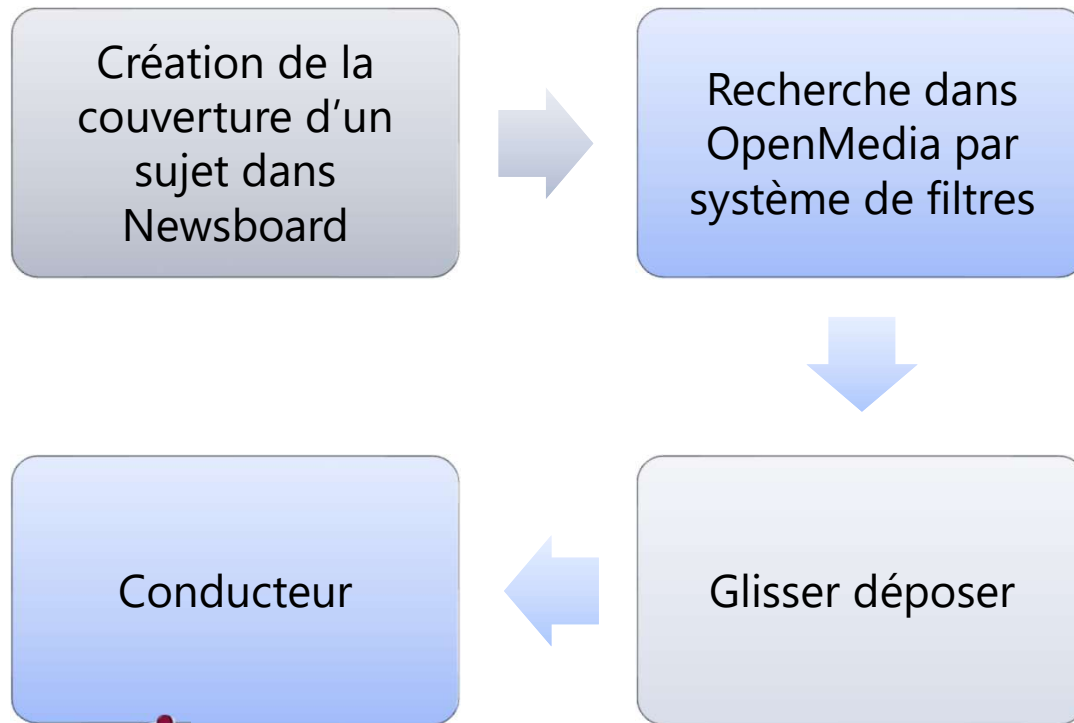 Création de la
couverture d’un
sujet dans
Newsboard
Recherche dans
OpenMedia par
système de filtres
Glisser déposer
Conducteur